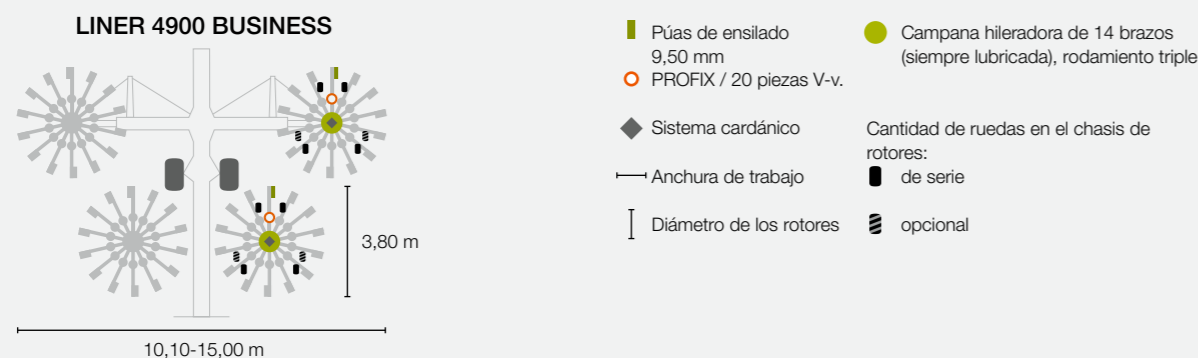 LINER 4900 BUSINESS
3,80 m
10,10-15,00 m
Púas de ensilado
9,50 mm
PROFIX / 20 piezas V-v.
Sistema cardánico
Anchura de trabajo
Diámetro de los rotores
Campana hileradora de 14 brazos
(siempre lubricada), rodamiento triple
Cantidad de ruedas en el chasis de
rotores:
de serie
opcional